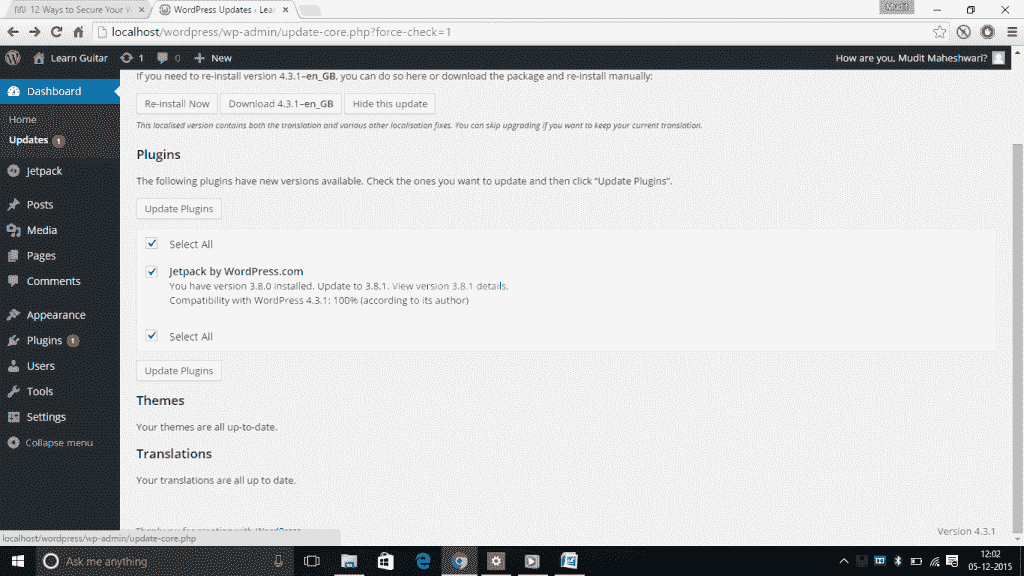 12 Ways to Secure Your W
WordPress Updates ‹ Lear
Mudit
localhost/wordpress/wp-admin/update-core.php?force-check=1
Learn Guitar
1
0
New
How are you, Mudit Maheshwari?
Dashboard
Home
Updates 1
Jetpack
Posts
Media
Pages
Comments
Appearance
Plugins 1
Users
Tools
Settings
Collapse menu
If you need to re-install version 4.3.1–en_GB, you can do so here or download the package and re-install manually:
Re-install Now
Download 4.3.1–en_GB
Hide this update
This localised version contains both the translation and various other localisation fixes. You can skip upgrading if you want to keep your current translation.
Plugins
The following plugins have new versions available. Check the ones you want to update and then click “Update Plugins”.
Update Plugins
Select All
Jetpack by WordPress.com
You have version 3.8.0 installed. Update to 3.8.1. View version 3.8.1 details.
Compatibility with WordPress 4.3.1: 100% (according to its author)
Select All
Update Plugins
Themes
Your themes are all up-to-date.
Translations
Your translations are all up to date.
Thank you for creating with WordPress
Version 4.3.1
localhost/wordpress/wp-admin/update-core.php
Ask me anything
12:02
05-12-2015